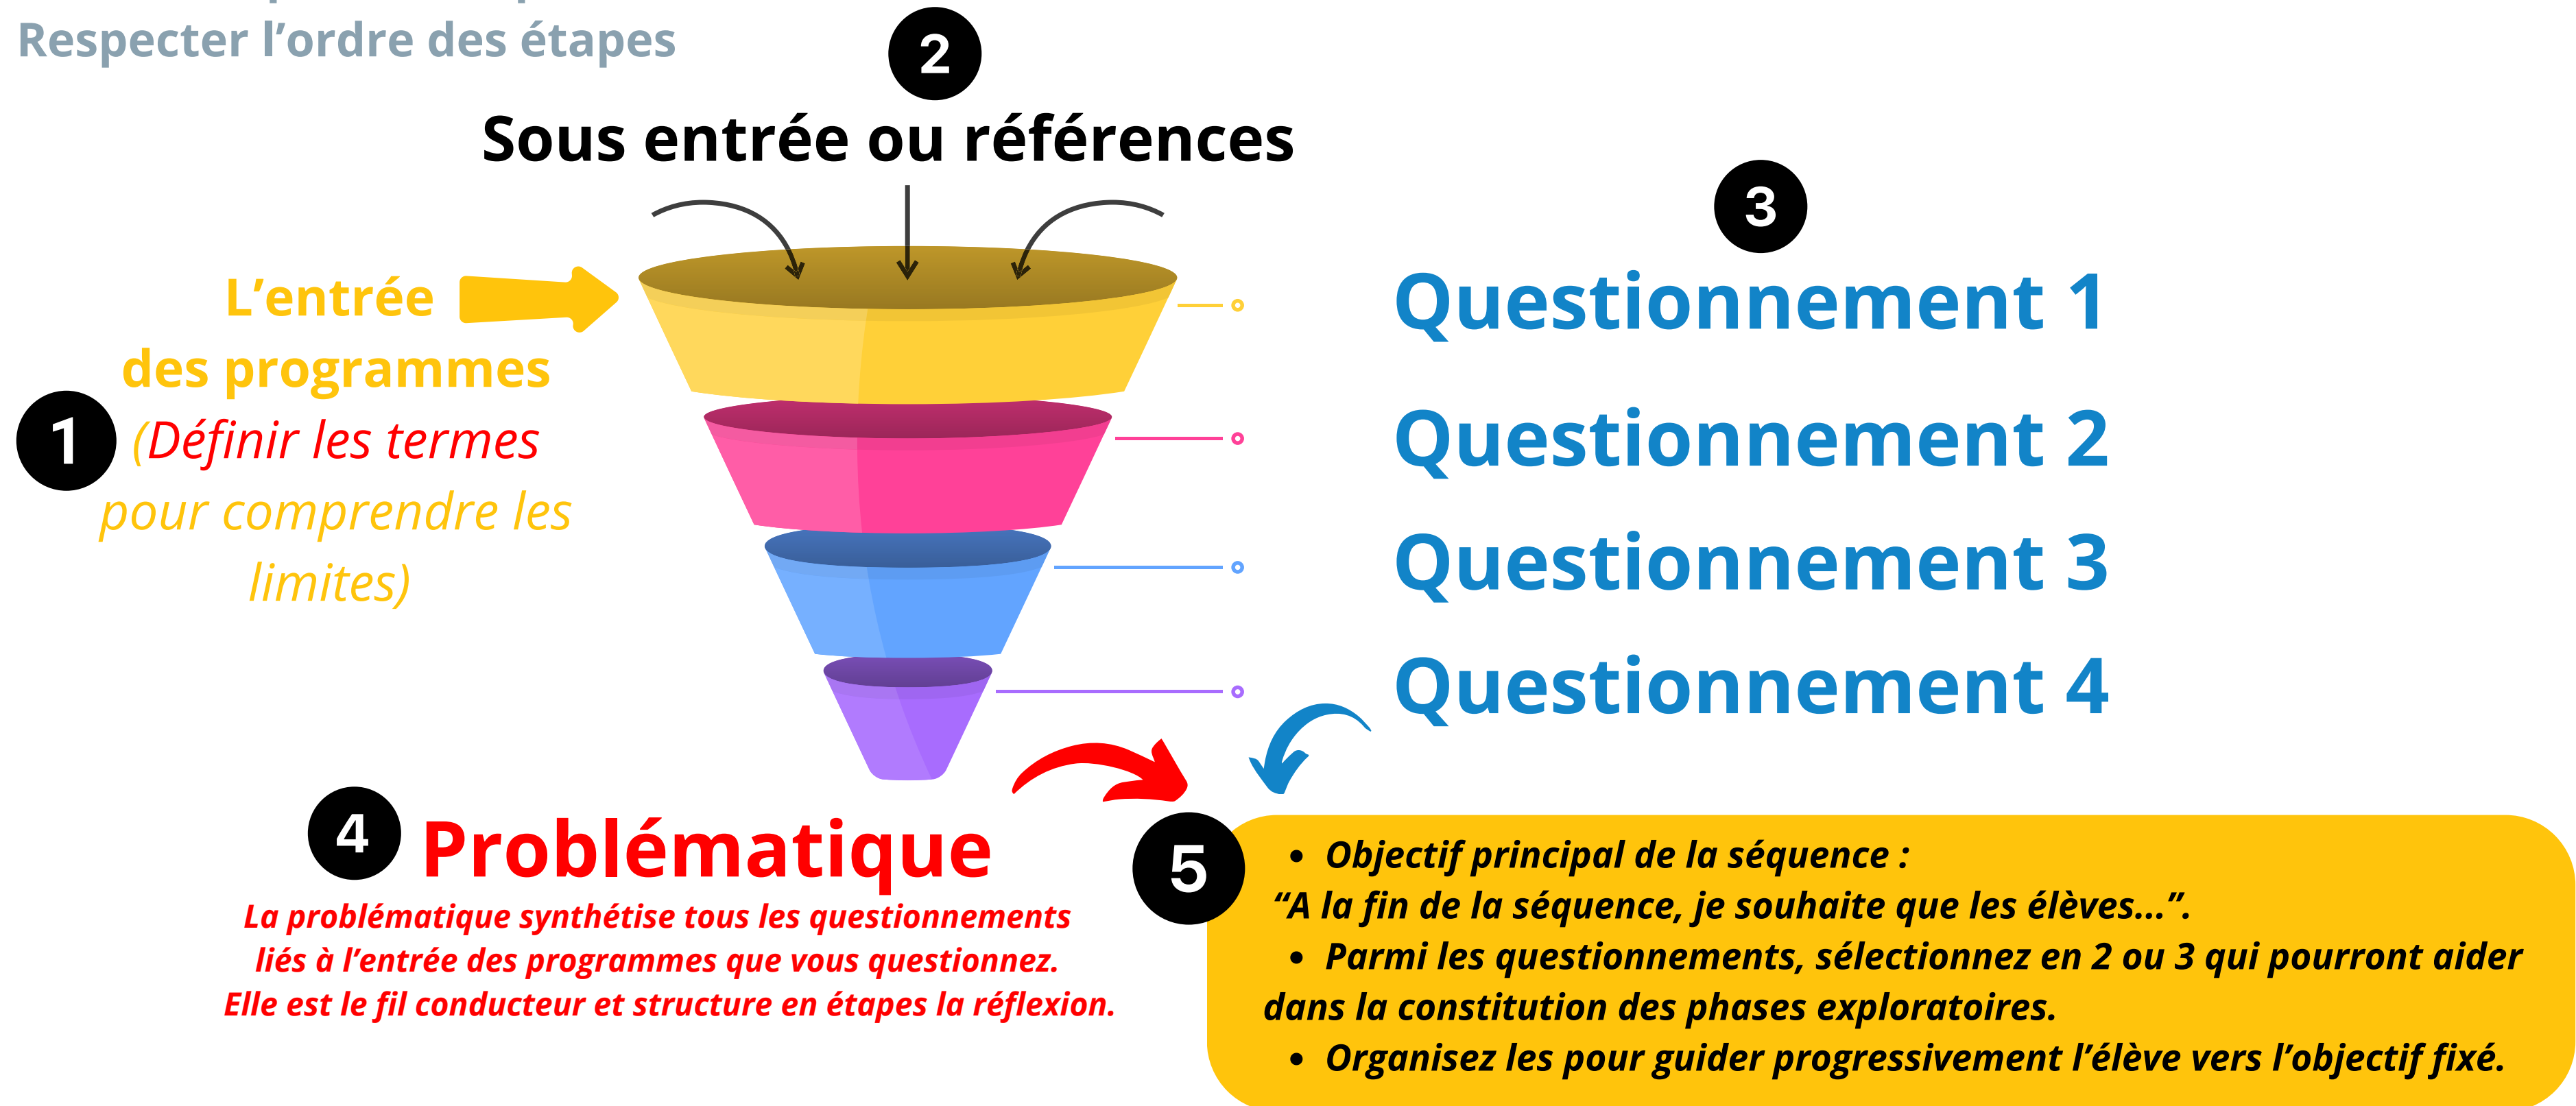 Respecter l’ordre des étapes
2
Sous entrée ou références
3
L’entrée
des programmes
1
(Définir les termes
pour comprendre les
limites)
Questionnement 1
Questionnement 2
Questionnement 3
Questionnement 4
4
Problématique
La problématique synthétise tous les questionnements
liés à l’entrée des programmes que vous questionnez.
Elle est le fil conducteur et structure en étapes la réflexion.
5
• Objectif principal de la séquence :
“A la fin de la séquence, je souhaite que les élèves...”.
• Parmi les questionnements, sélectionnez en 2 ou 3 qui pourront aider
dans la constitution des phases exploratoires.
• Organisez les pour guider progressivement l’élève vers l’objectif fixé.